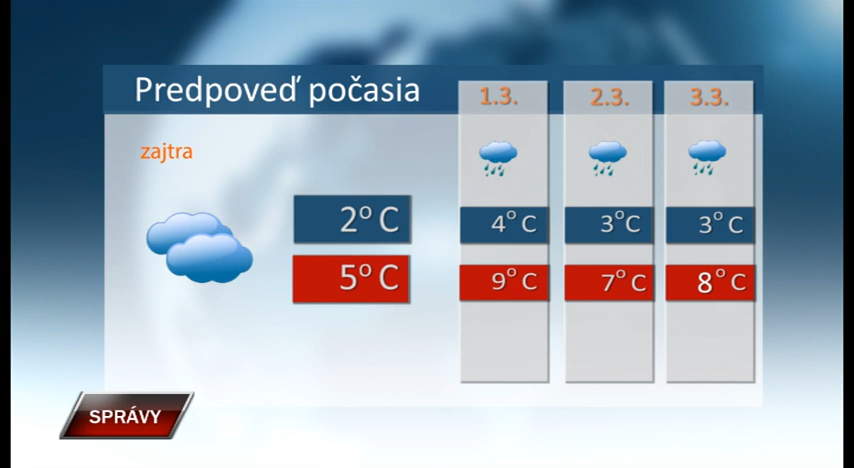 Predpoveď počasia
1.3. 2.3. 3.3.
zajtra
2° C
5° C
4° C 3°C 3° C
9° C 7° C 8° C
SPRÁVY